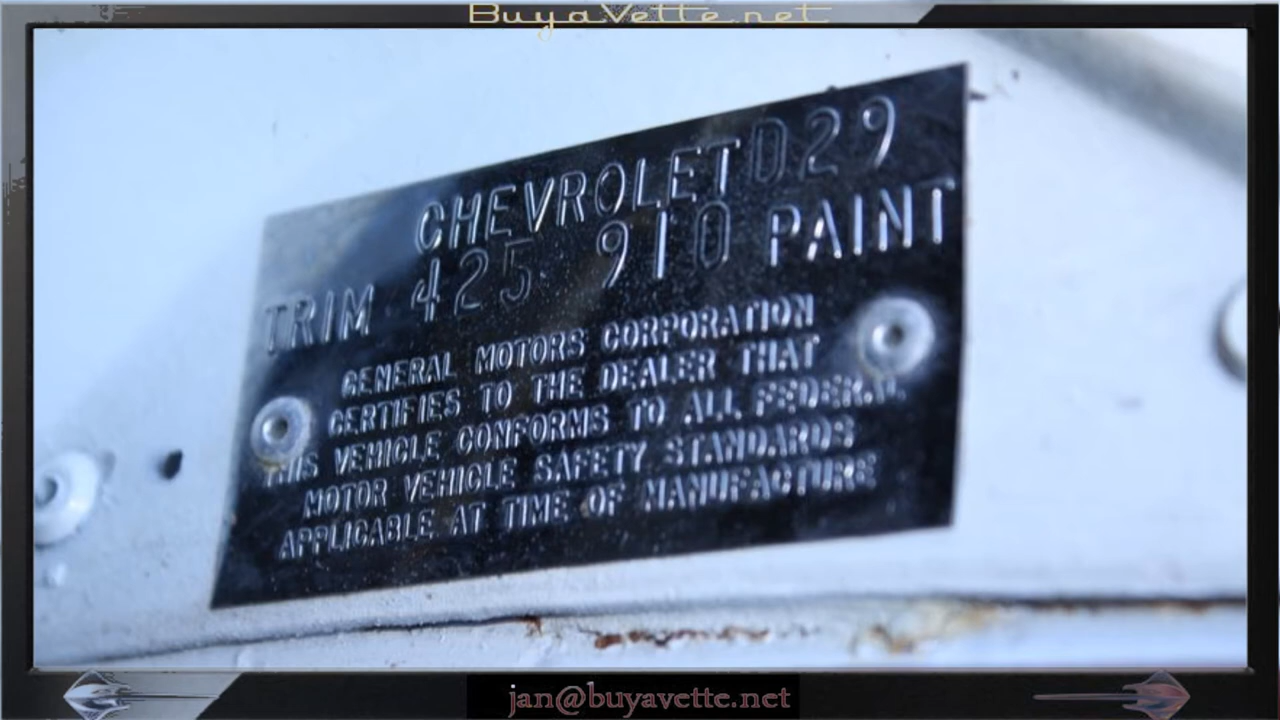 BuyaVette.net
CHEVROLET D29
TRIM 425 910 PAINT
GENERAL MOTORS CORPORATION
CERTIFIES TO THE DEALER THAT
THIS VEHICLE CONFORMS TO ALL FEDERAL
MOTOR VEHICLE SAFETY STANDARDS
APPLICABLE AT TIME OF MANUFACTURE
jan@buyavette.net